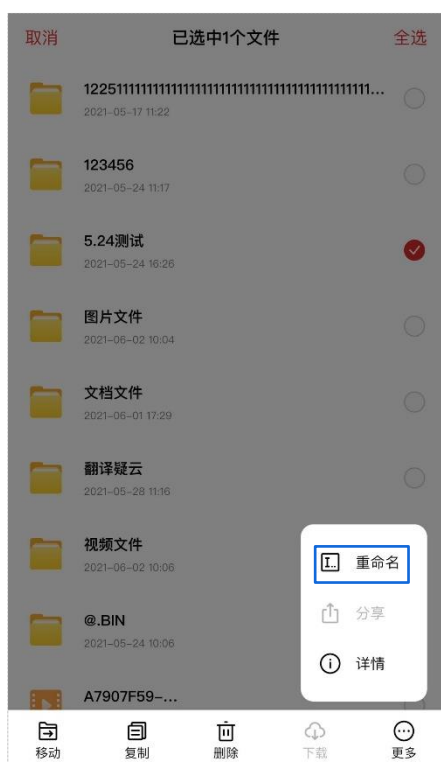 取消 已选中1个文件 全选
122511111111111111111111111111111111111111...
2021-05-17 11:22
123456
2021-05-24 11:17
5.24测试
2021-05-24 16:26
图片文件
2021-06-02 10:04
文档文件
2021-06-01 17:29
翻译疑云
2021-05-28 11:16
视频文件
2021-06-02 10:06
重命名
@.BIN
2021-05-24 10:06
分享
详情
A7907F59-...
移动 复制 删除 下载 更多